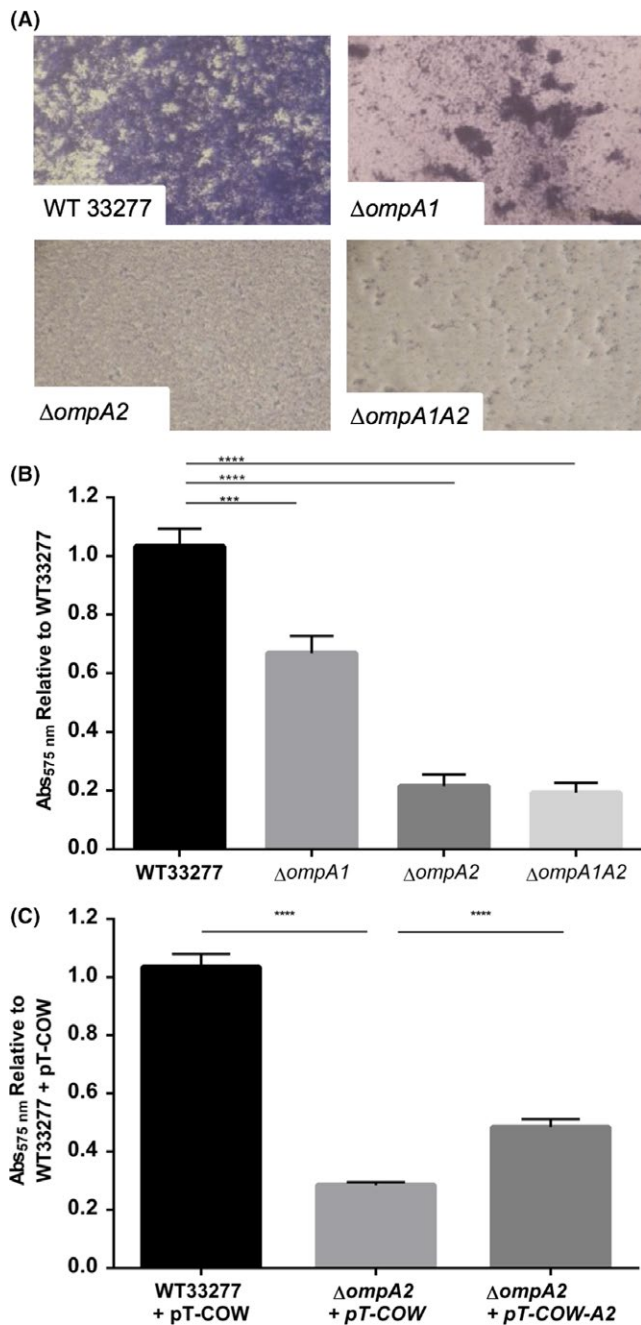 (A)
WT 33277
ΔompA1
ΔompA2
ΔompA1A2
(B)
****
****
***
Abs575 nm Relative to WT33277
1.2
1.0
0.8
0.6
0.4
0.2
0.0
WT33277
ΔompA1
ΔompA2
ΔompA1A2
(C)
****
****
Abs575 nm Relative to
WT33277 + pT-COW
1.2
1.0
0.8
0.6
0.4
0.2
0.0
WT33277
+ pT-COW
ΔompA2
+ pT-COW
ΔompA2
+ pT-COW-A2